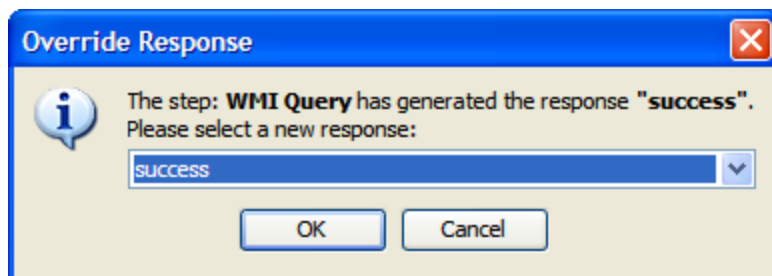 Override Response
The step: WMI Query has generated the response "success".
Please select a new response:
success
OK
Cancel